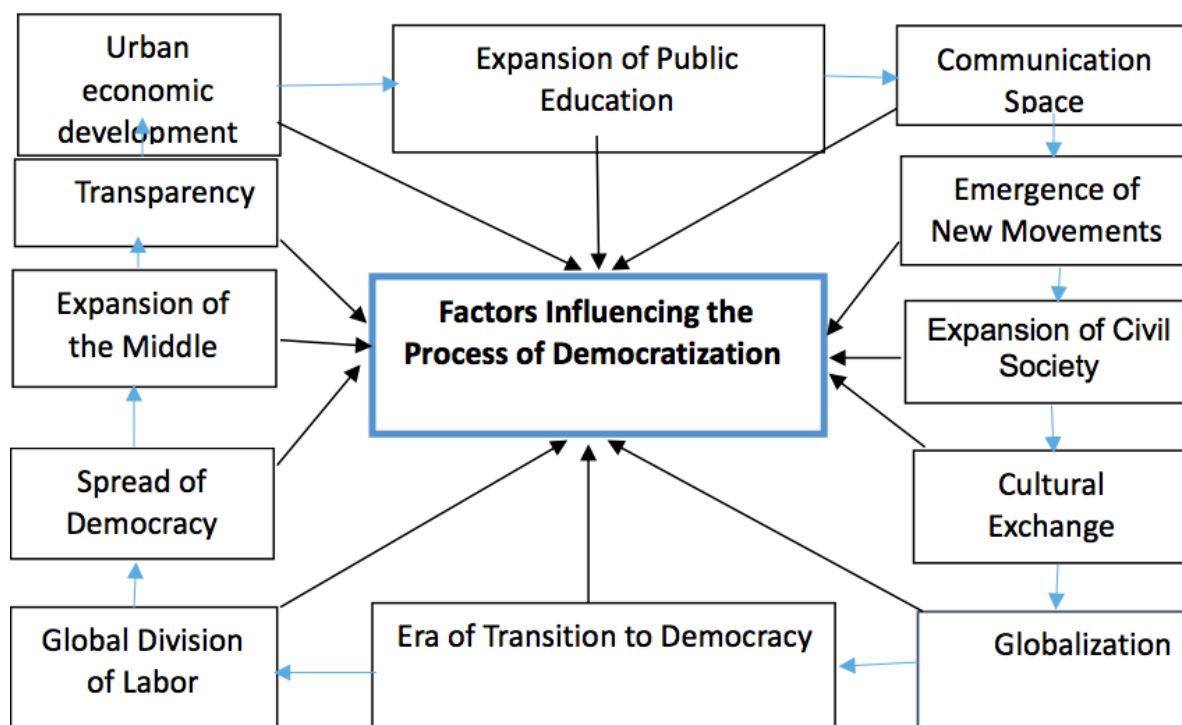 Urban
economic
development
Expansion of Public
Education
Communication
Space
Transparency
Emergence of
New Movements
Expansion of
the Middle
Factors Influencing the
Process of Democratization
Expansion of Civil
Society
Spread of
Democracy
Cultural
Exchange
Global Division
of Labor
Era of Transition to Democracy
Globalization